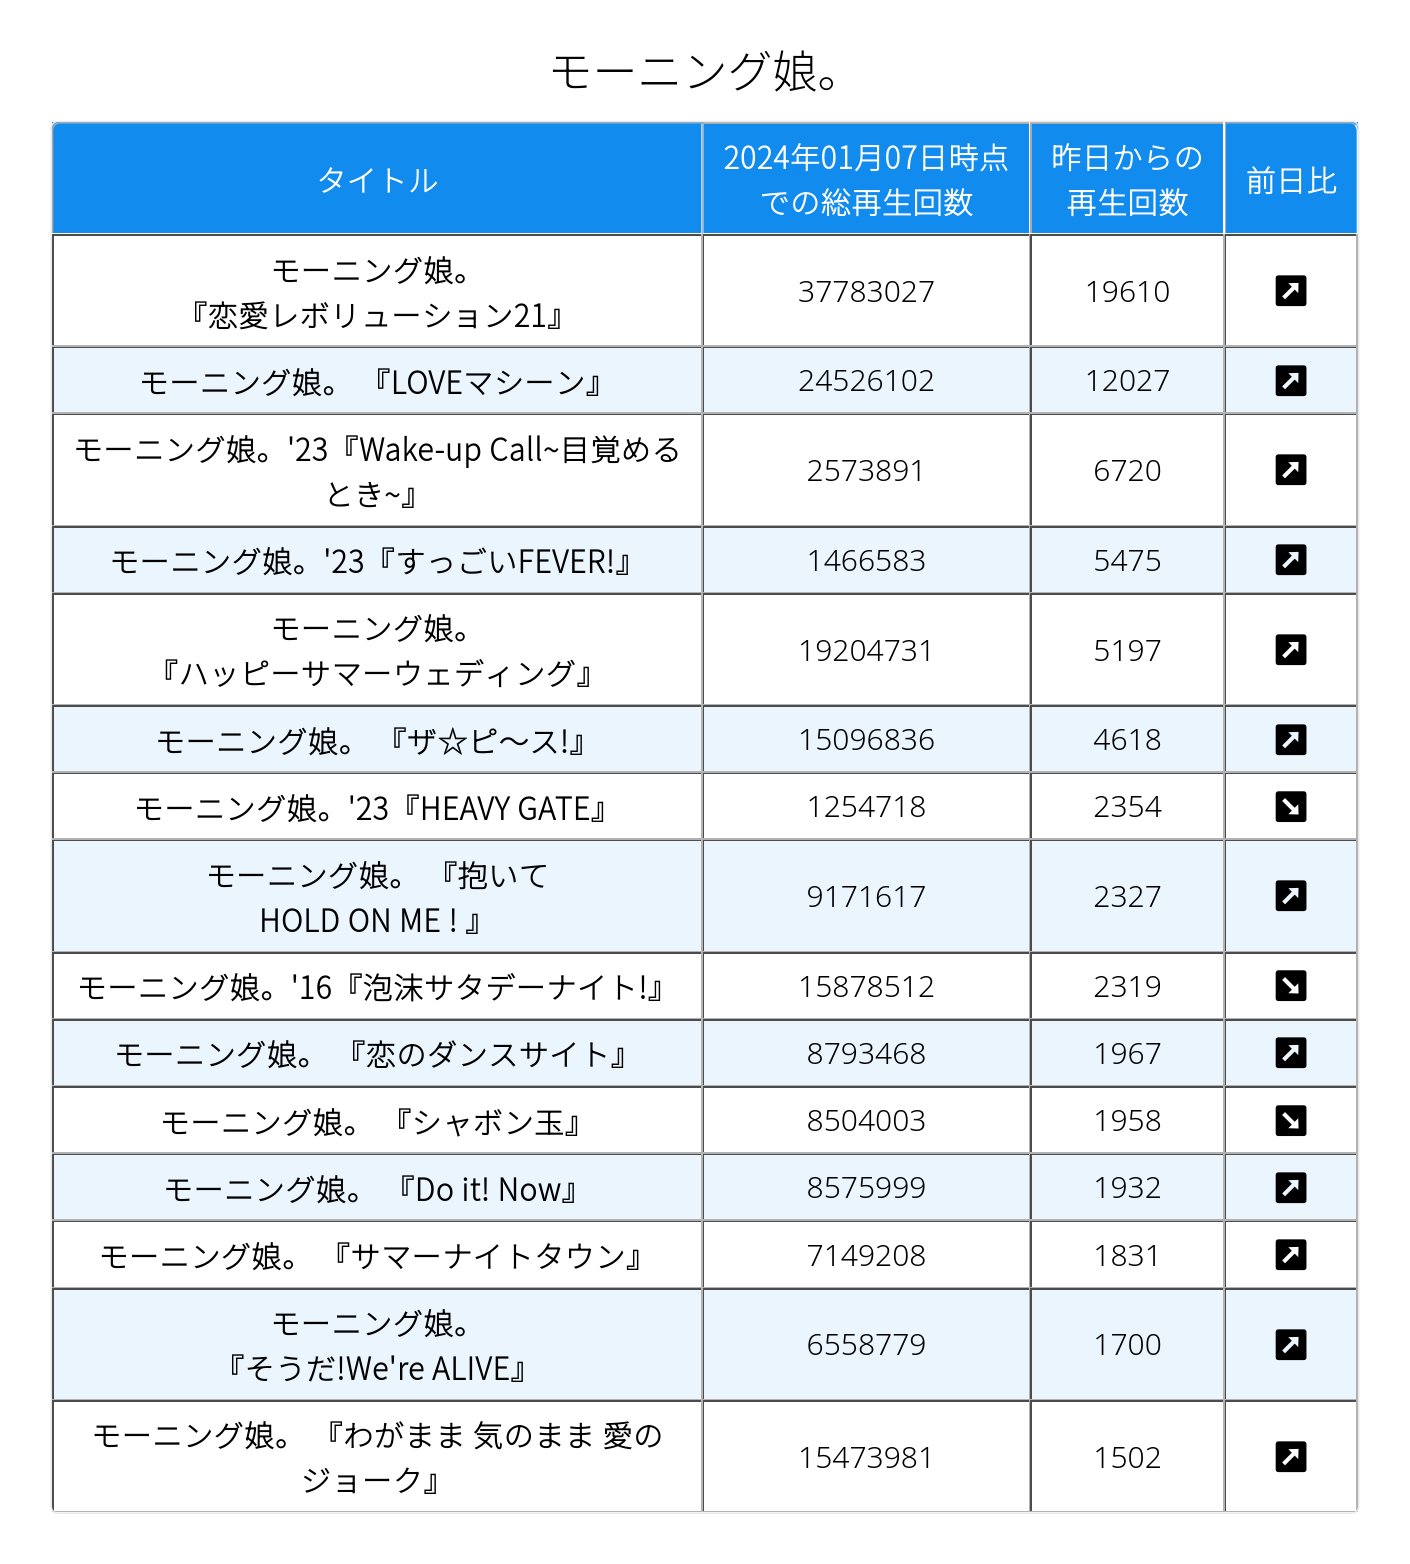 モーニング娘。
タイトル
2024年01月07日時点
での総再生回数
昨日からの
再生回数
前日比
モーニング娘。
『恋愛レボリューション21』
37783027
19610
モーニング娘。 『LOVEマシーン』
24526102
12027
モーニング娘。'23『Wake-up Call~目覚める
とき~』
2573891
6720
モーニング娘。'23『すっごいFEVER!』
1466583
5475
モーニング娘。
『ハッピーサマーウェディング』
19204731
5197
モーニング娘。 『ザ☆ピ〜ス!』
15096836
4618
モーニング娘。'23『HEAVY GATE』
1254718
2354
モーニング娘。 『抱いて
HOLD ON ME ! 』
9171617
2327
モーニング娘。'16『泡沫サタデーナイト!』
15878512
2319
モーニング娘。 『恋のダンスサイト』
8793468
1967
モーニング娘。 『シャボン玉』
8504003
1958
モーニング娘。 『Do it! Now』
8575999
1932
モーニング娘。 『サマーナイトタウン』
7149208
1831
モーニング娘。
『そうだ!We're ALIVE』
6558779
1700
モーニング娘。 『わがまま 気のまま 愛の
ジョーク』
15473981
1502